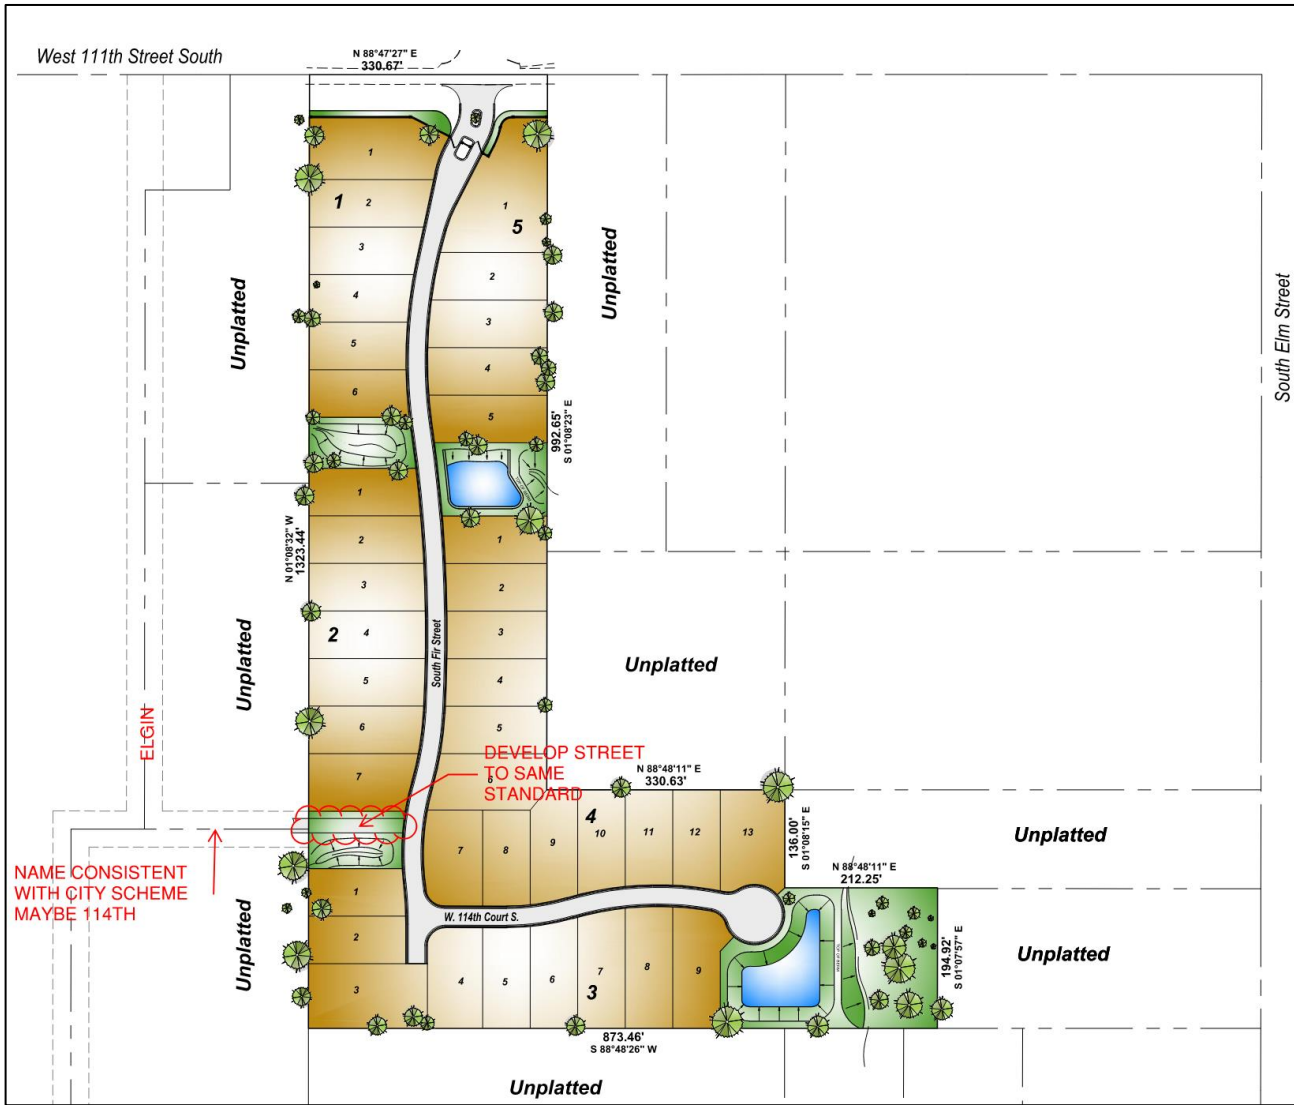 West 111th Street South
N 88°47'27" E
330.67'
1
1
2
3
4
5
6
1
5
2
3
4
5
Unplatted
Unplatted
South Elm Street
992.65'
S 01°08'23" E
N 01°08'32" W
1323.44'
1
2
3
2
4
5
6
7
1
2
3
4
5
6
South Fir Street
Unplatted
Unplatted
ELGIN
DEVELOP STREET
TO SAME
STANDARD
N 88°48'11" E
330.63'
4
7
8
9
10
11
12
13
136.00'
S 01°08'15" E
Unplatted
NAME CONSISTENT
WITH CITY SCHEME
MAYBE 114TH
N 88°48'11" E
212.25'
W. 114th Court S.
1
2
3
4
5
6
7
8
9
3
Unplatted
194.92'
S 01°07'57" E
Unplatted
873.46'
S 88°48'26" W
Unplatted